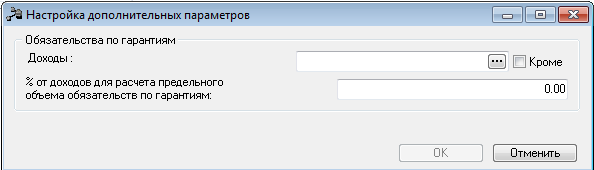 Настройка дополнительных параметров
Обязательства по гарантиям
Доходы :
... Кроме
% от доходов для расчета предельного
объема обязательств по гарантиям:
0.00
OK Отменить